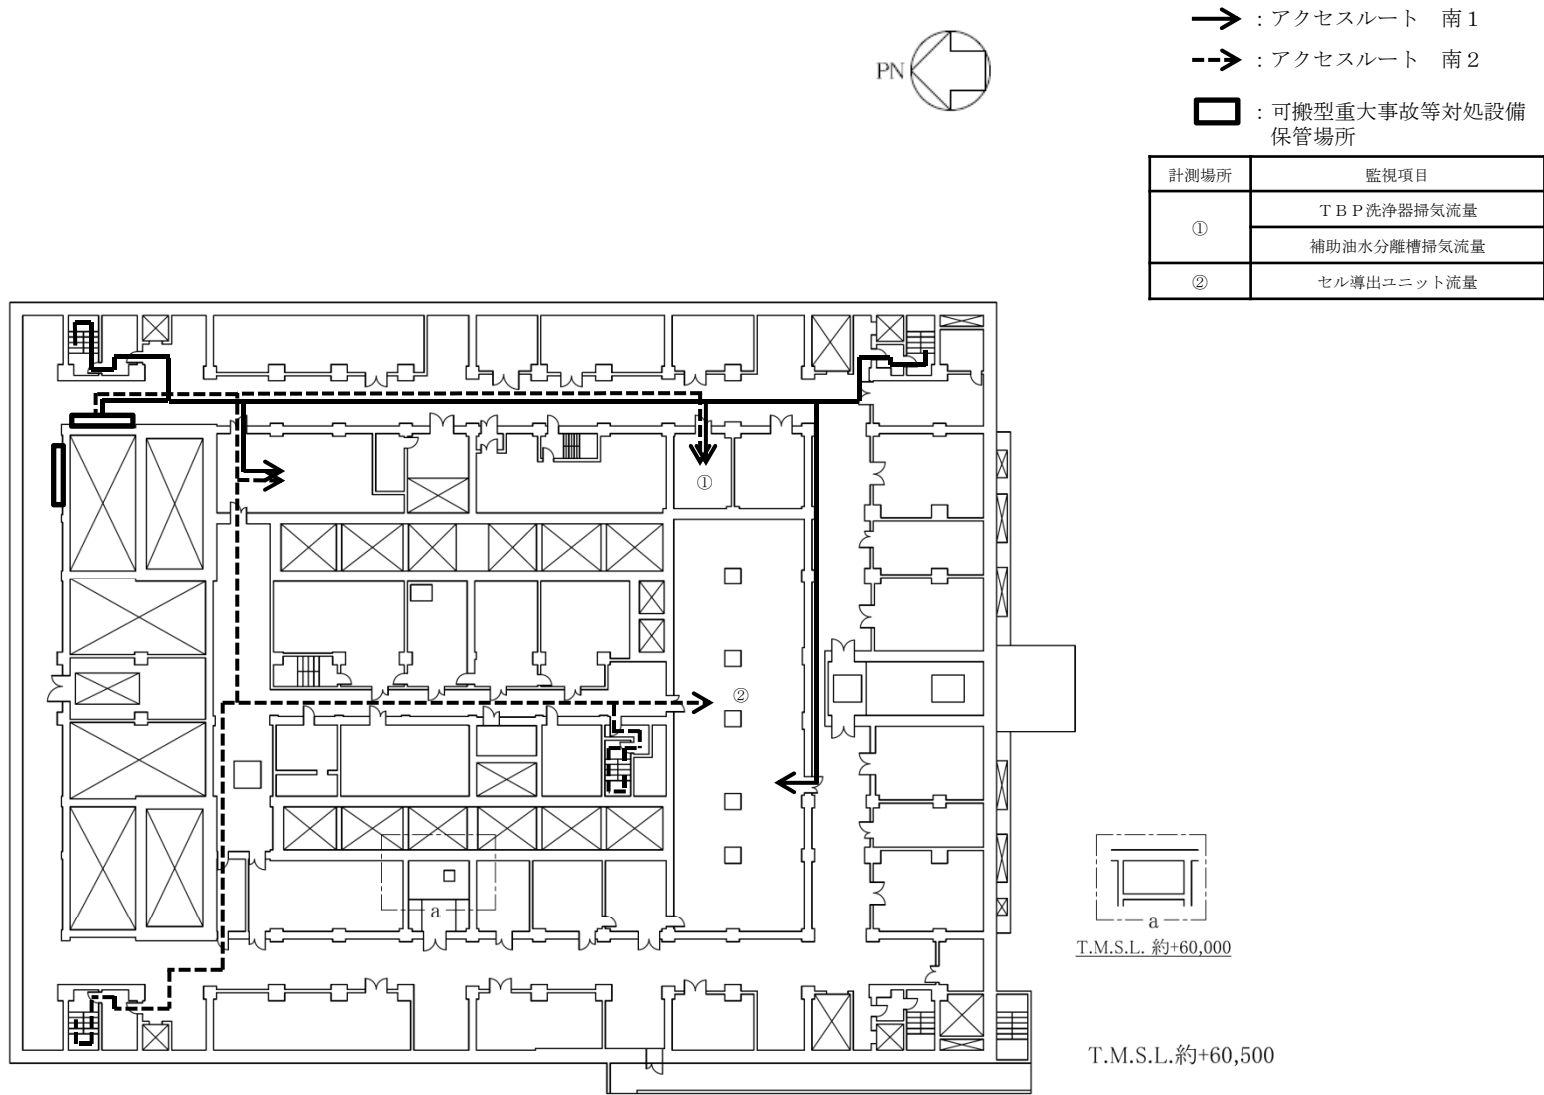 ：アクセスルート　南１
：アクセスルート　南２
：可搬型重大事故等対処設備
保管場所
PN
計測場所　監視項目
①　ＴＢＰ洗浄器掃気流量
補助油水分離槽掃気流量
②　セル導出ユニット流量
①
②
a
a
T.M.S.L. 約+60,000
T.M.S.L.約+60,500